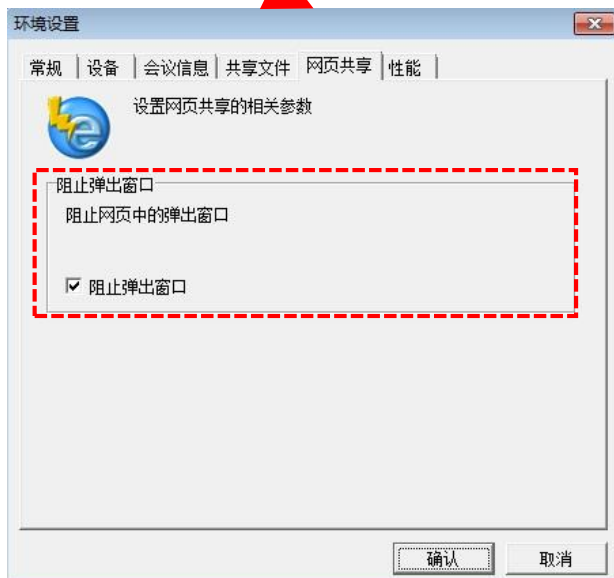 环境设置
常规 设备 会议信息 共享文件 网页共享 性能
设置网页共享的相关参数
阻止弹出窗口
阻止网页中的弹出窗口
阻止弹出窗口
确认 取消